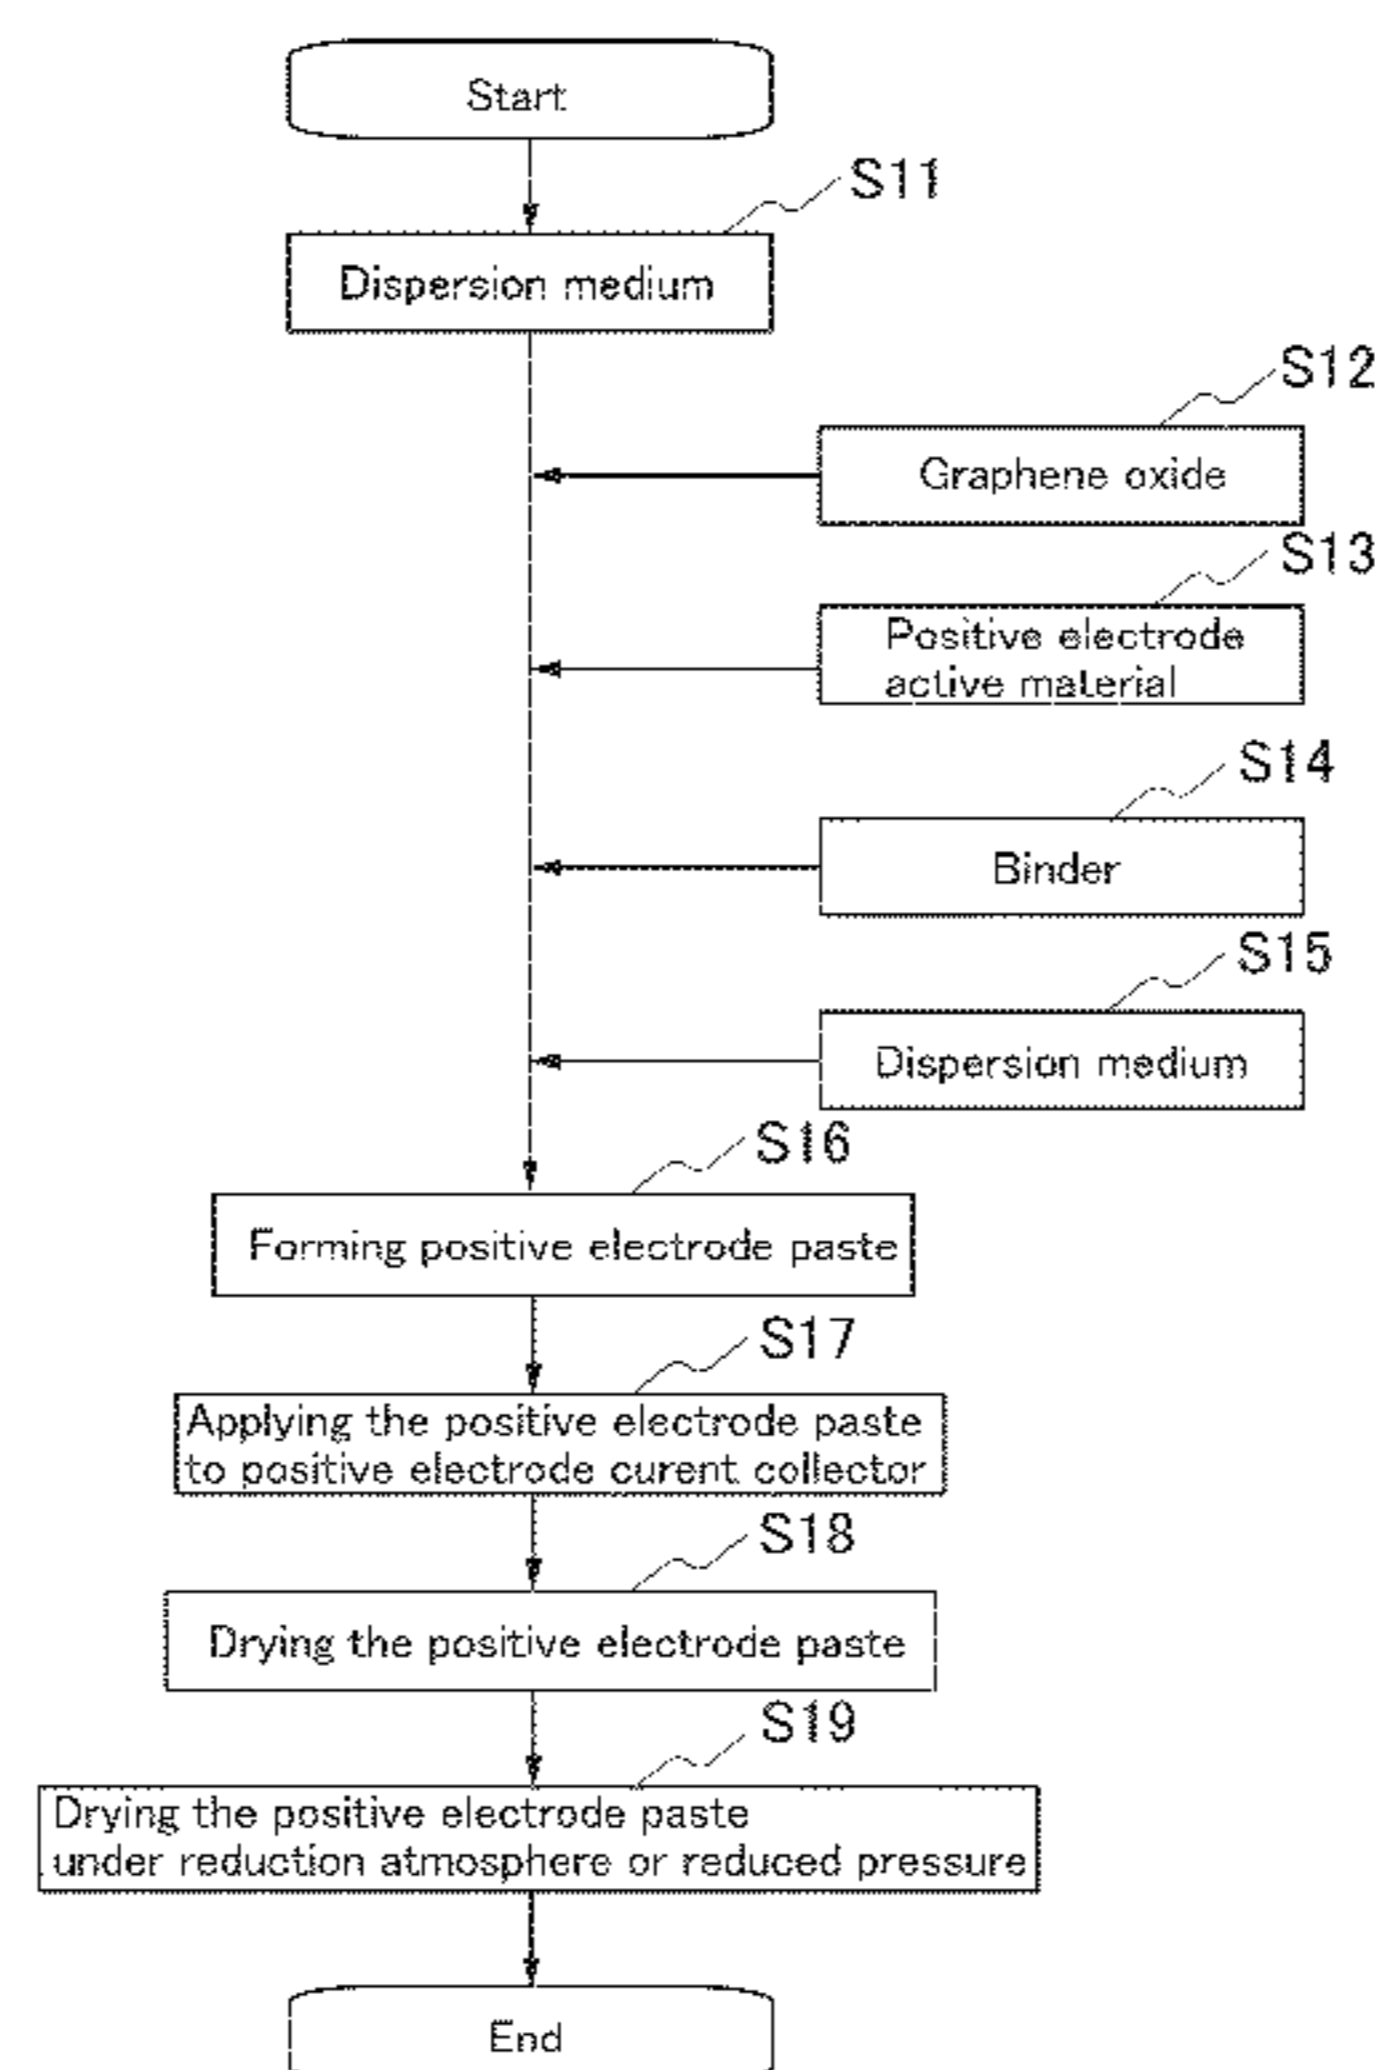 Start
S11
Dispersion medium
S12
Graphene oxide
S13
Positive electrode
active material
S14
Binder
S15
Dispersion medium
S16
Forming positive electrode paste
S17
Applying the positive electrode paste
to positive electrode curent collector
S18
Drying the positive electrode paste
S19
Drying the positive electrode paste
under reduction atmosphere or reduced pressure
End